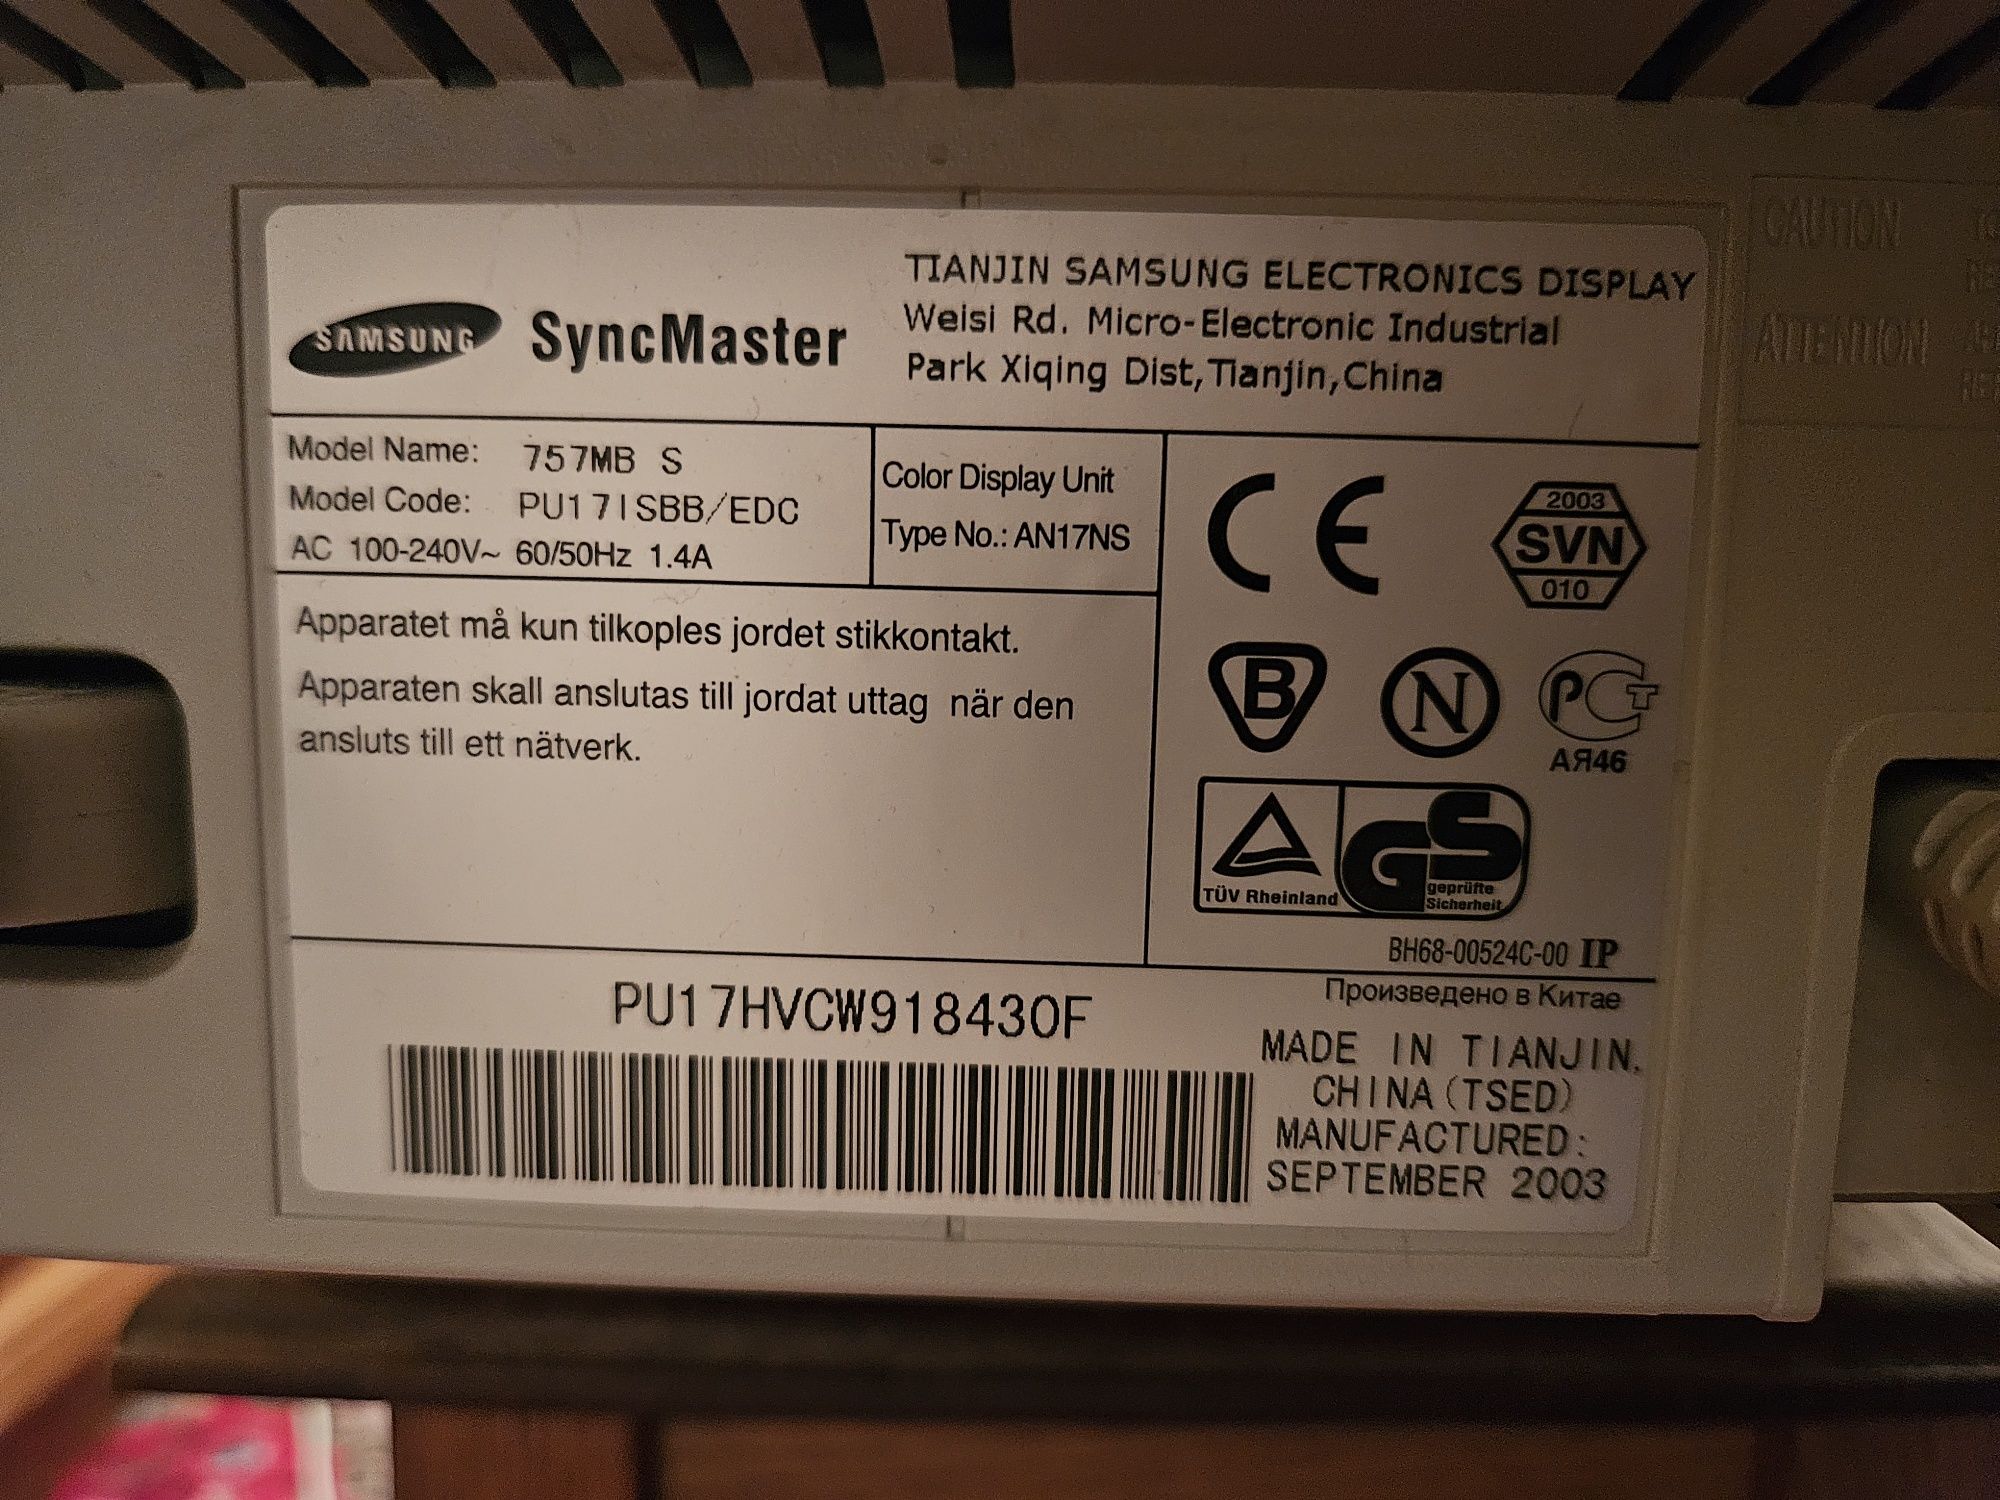 SAMSUNG SyncMaster
TIANJIN SAMSUNG ELECTRONICS DISPLAY
Weisi Rd. Micro-Electronic Industrial
Park Xiqing Dist,Tianjin,China
Model Name: 757MB S
Model Code: PU17ISBB/EDC
AC 100-240V~ 60/50Hz 1.4A
Color Display Unit
Type No.: AN17NS
Apparatet må kun tilkoples jordet stikkontakt.
Apparaten skall anslutas till jordat uttag när den
ansluts till ett nätverk.
CE
2003
SVN
010
B
N
РСТ
АЯ46
TÜV Rheinland
GS
geprüfte
Sicherheit
BH68-00524C-00 IP
PU17HVCW918430F
Произведено в Китае
MADE IN TIANJIN,
CHINA(TSED)
MANUFACTURED:
SEPTEMBER 2003
CAUTION
ATTENTION